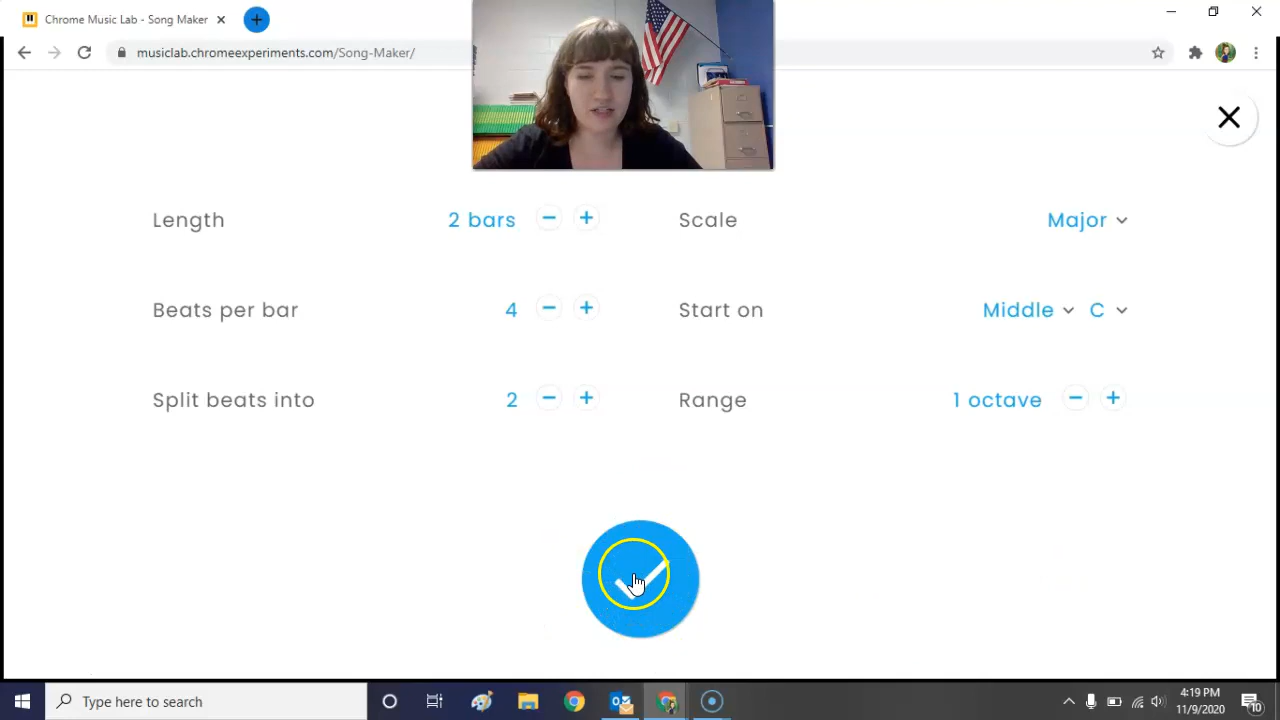 Chrome Music Lab - Song Maker
musiclab.chromeexperiments.com/Song-Maker/
Length 2 bars
Scale Major
Beats per bar 4
Start on Middle C
Split beats into 2
Range 1 octave
Type here to search
4:19 PM
11/9/2020
10